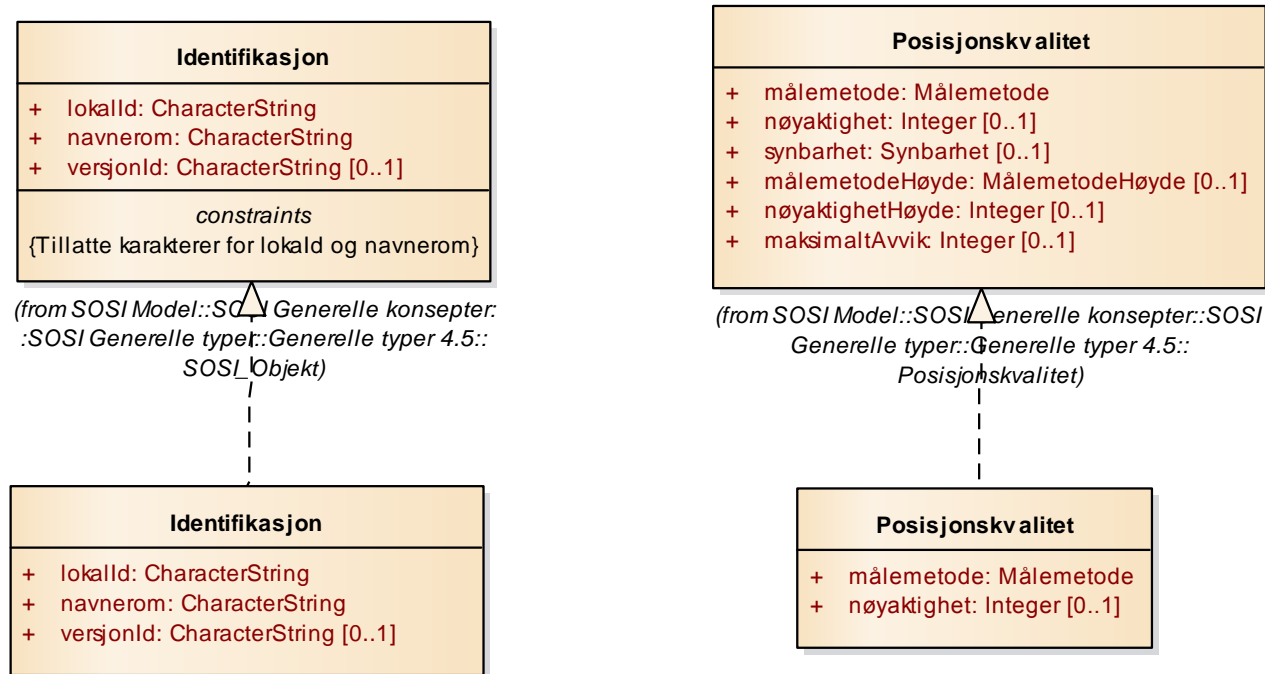 Identifikasjon
+ lokalId: CharacterString
+ navnerom: CharacterString
+ versjonId: CharacterString [0..1]
constraints
{Tillatte karakterer for lokaId og navnerom}
(from SOSI Model::SOSI Generelle konsepter:
:SOSI Generelle typer::Generelle typer 4.5::
SOSI_Objekt)
Identifikasjon
+ lokalId: CharacterString
+ navnerom: CharacterString
+ versjonId: CharacterString [0..1]
Posisjonskvalitet
+ målemetode: Målemetode
+ nøyaktighet: Integer [0..1]
+ synbarhet: Synbarhet [0..1]
+ målemetodeHøyde: MålemetodeHøyde [0..1]
+ nøyaktighetHøyde: Integer [0..1]
+ maksimaltAvvik: Integer [0..1]
(from SOSI Model::SOSI Generelle konsepter::SOSI
Generelle typer::Generelle typer 4.5::
Posisjonskvalitet)
Posisjonskvalitet
+ målemetode: Målemetode
+ nøyaktighet: Integer [0..1]